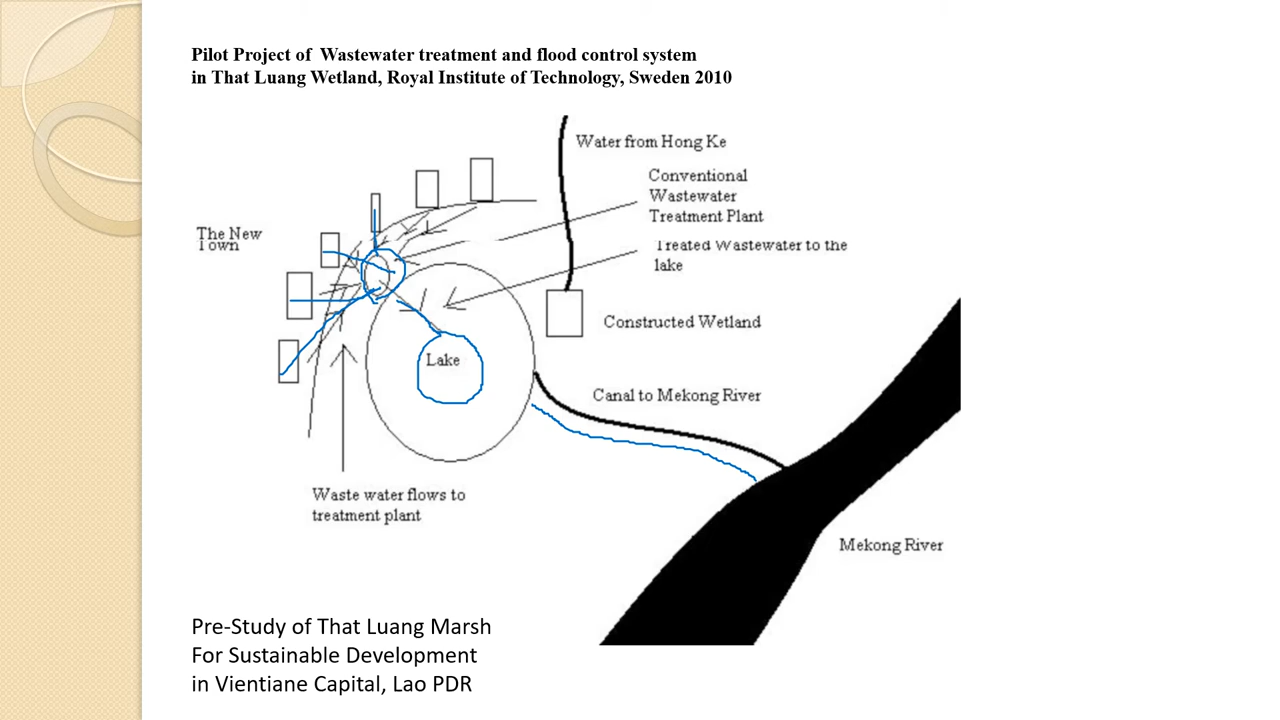 Pilot Project of Wastewater treatment and flood control system
in That Luang Wetland, Royal Institute of Technology, Sweden 2010
Water from Hong Ke
Conventional
Wastewater
Treatment Plant
The New
Town
Treated Wastewater to the
lake
Constructed Wetland
Lake
Canal to Mekong River
Waste water flows to
treatment plant
Mekong River
Pre-Study of That Luang Marsh
For Sustainable Development
in Vientiane Capital, Lao PDR